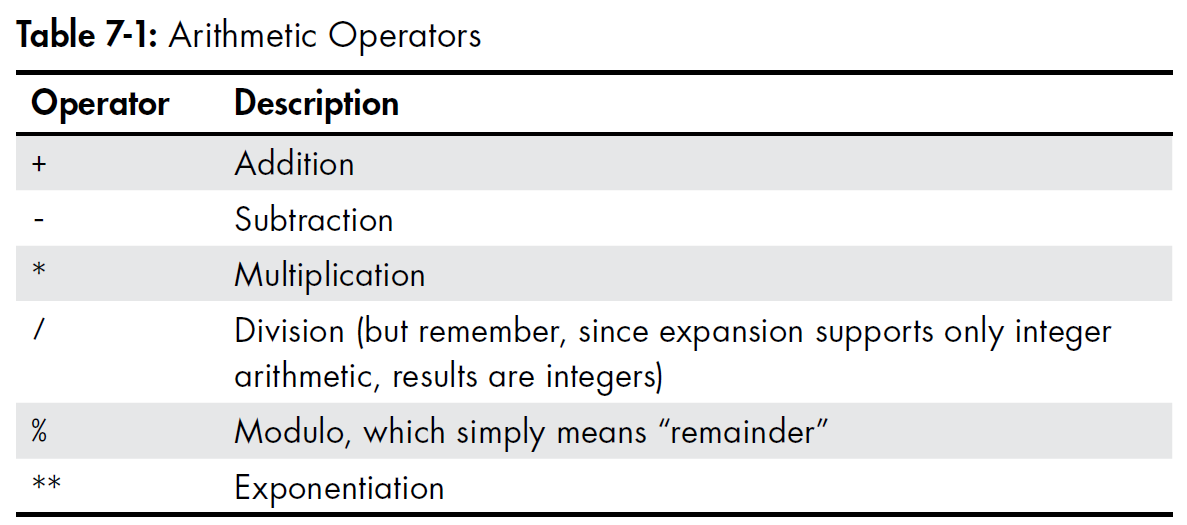 Table 7-1: Arithmetic Operators
Operator Description
+ Addition
- Subtraction
* Multiplication
/ Division (but remember, since expansion supports only integer
arithmetic, results are integers)
% Modulo, which simply means “remainder”
** Exponentiation